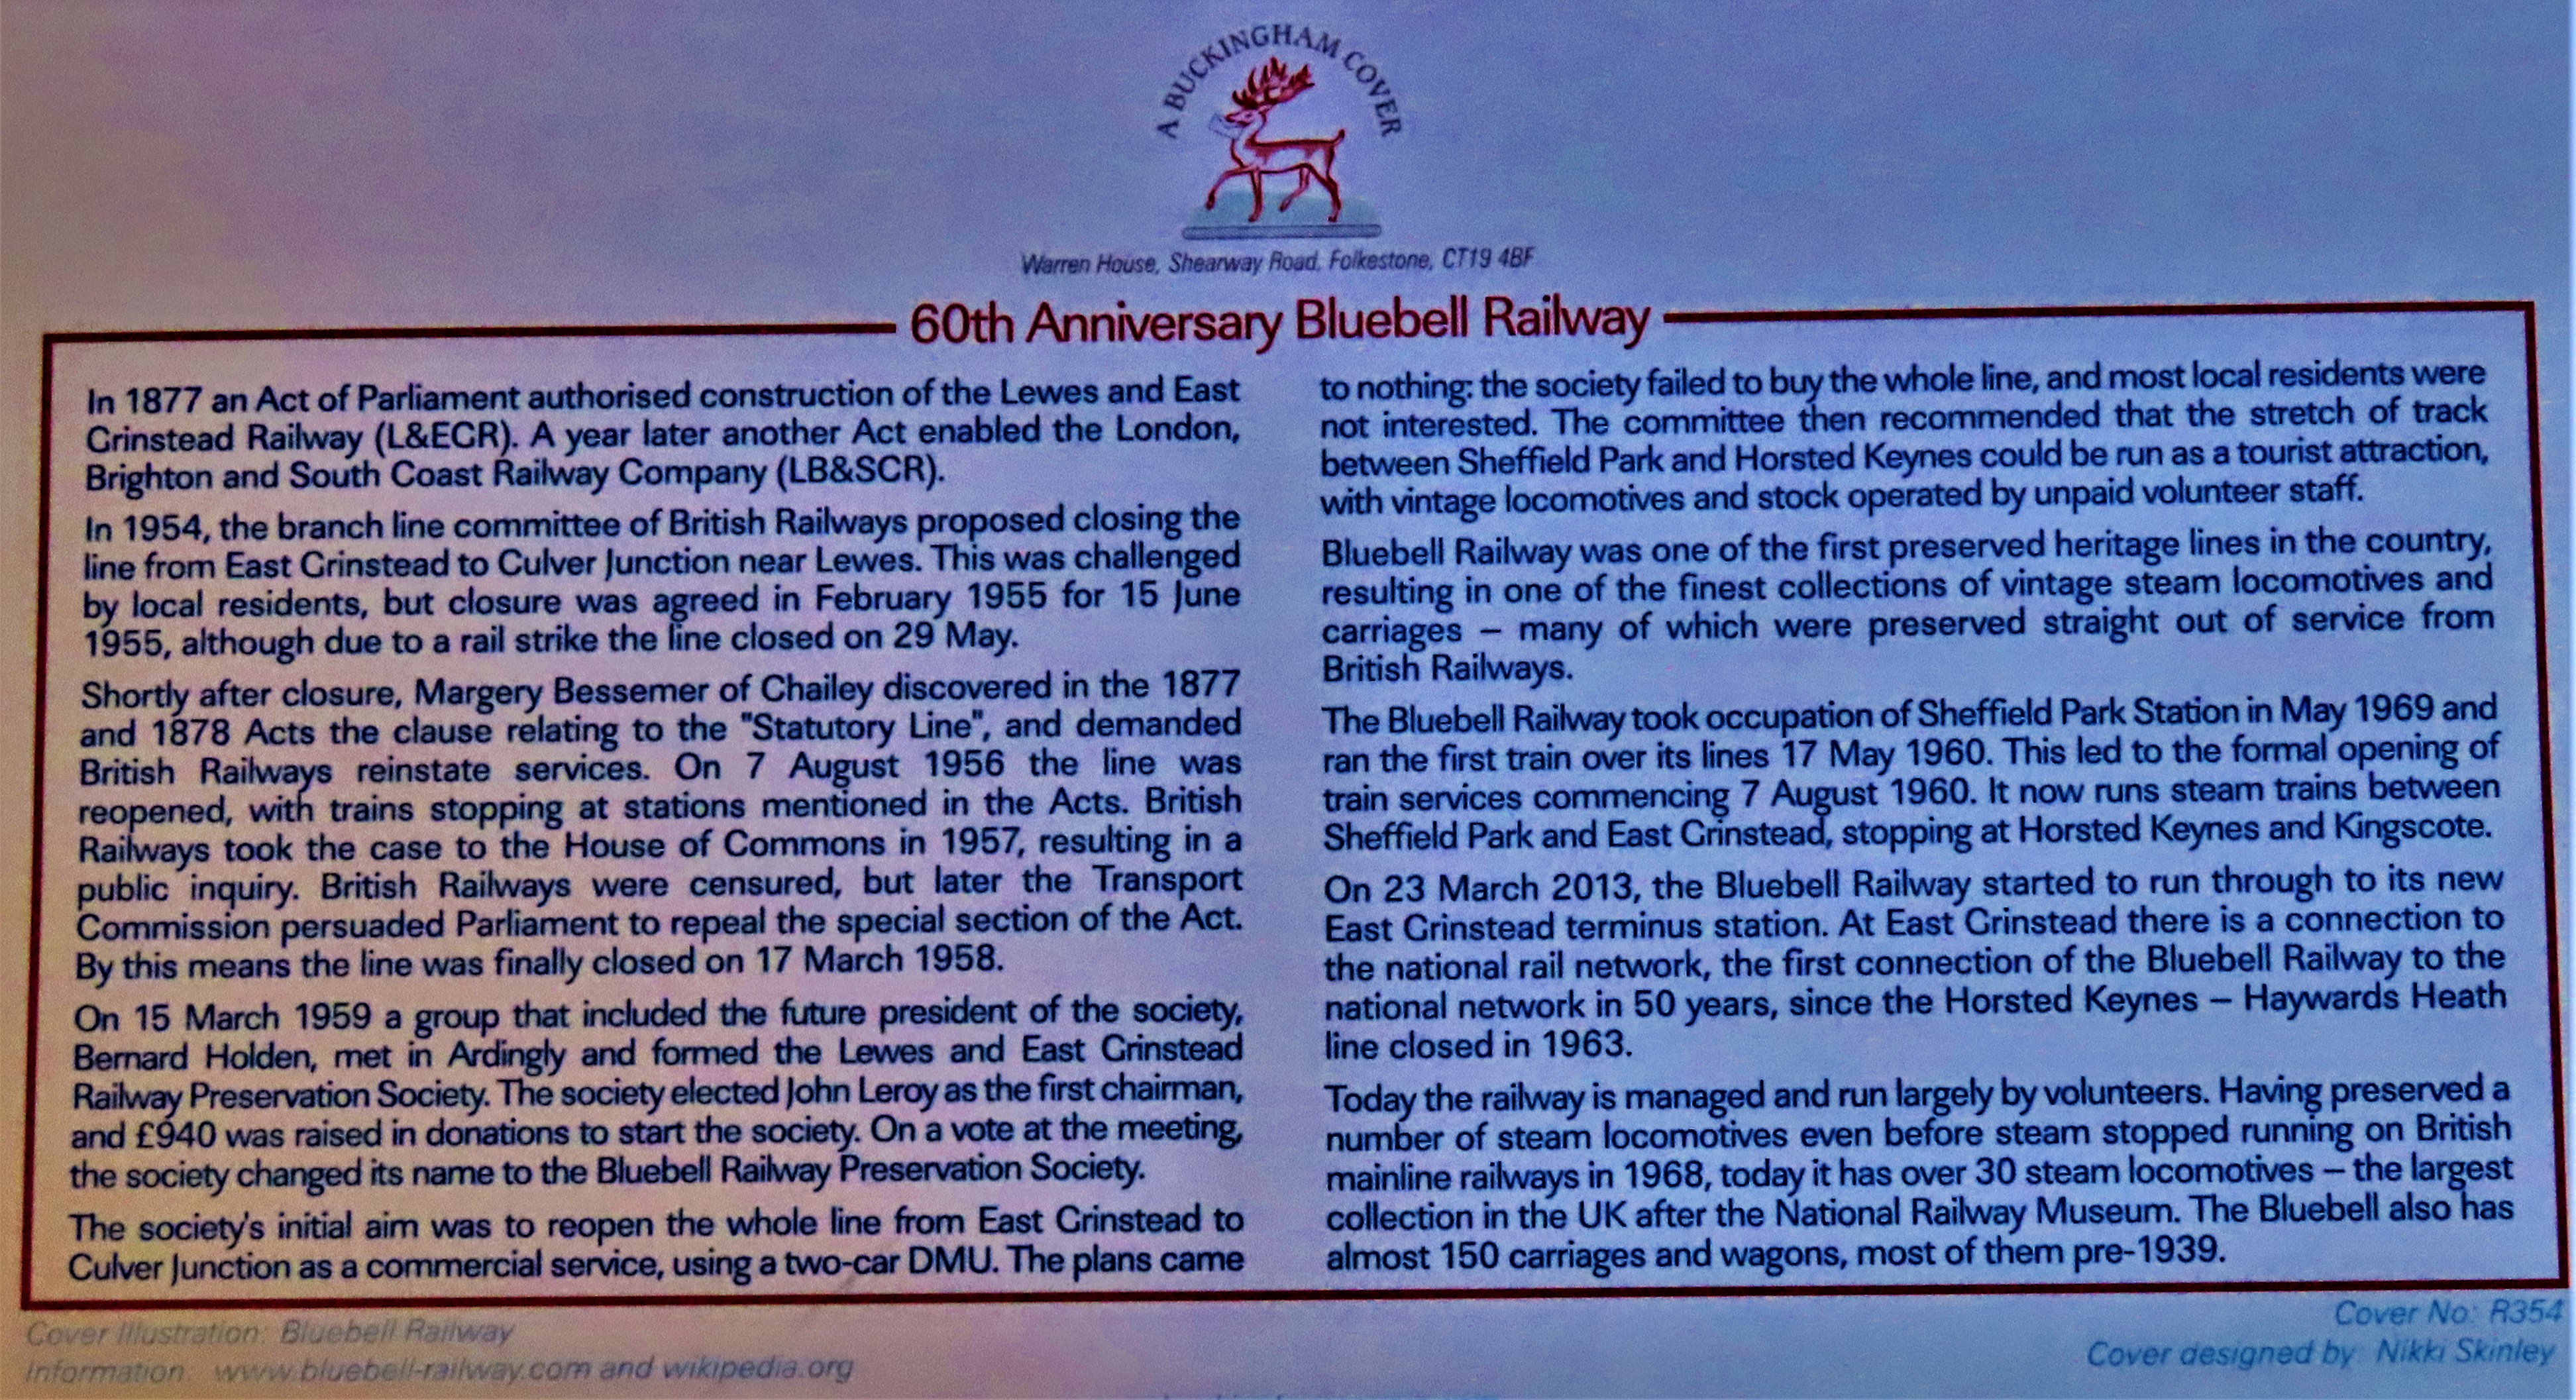 A BUCKINGHAM COVER
Warren House, Shearway Road, Folkestone, CT19 4BF
60th Anniversary Bluebell Railway
In 1877 an Act of Parliament authorised construction of the Lewes and East
Grinstead Railway (L&EGR). A year later another Act enabled the London,
Brighton and South Coast Railway Company (LB&SCR).
In 1954, the branch line committee of British Railways proposed closing the
line from East Grinstead to Culver Junction near Lewes. This was challenged
by local residents, but closure was agreed in February 1955 for 15 June
1955, although due to a rail strike the line closed on 29 May.
Shortly after closure, Margery Bessemer of Chailey discovered in the 1877
and 1878 Acts the clause relating to the "Statutory Line", and demanded
British Railways reinstate services. On 7 August 1956 the line was
reopened, with trains stopping at stations mentioned in the Acts. British
Railways took the case to the House of Commons in 1957, resulting in a
public inquiry. British Railways were censured, but later the Transport
Commission persuaded Parliament to repeal the special section of the Act.
By this means the line was finally closed on 17 March 1958.
On 15 March 1959 a group that included the future president of the society,
Bernard Holden, met in Ardingly and formed the Lewes and East Grinstead
Railway Preservation Society. The society elected John Leroy as the first chairman,
and £940 was raised in donations to start the society. On a vote at the meeting,
the society changed its name to the Bluebell Railway Preservation Society.
The society's initial aim was to reopen the whole line from East Grinstead to
Culver Junction as a commercial service, using a two-car DMU. The plans came
to nothing: the society failed to buy the whole line, and most local residents were
not interested. The committee then recommended that the stretch of track
between Sheffield Park and Horsted Keynes could be run as a tourist attraction,
with vintage locomotives and stock operated by unpaid volunteer staff.
Bluebell Railway was one of the first preserved heritage lines in the country,
resulting in one of the finest collections of vintage steam locomotives and
carriages – many of which were preserved straight out of service from
British Railways.
The Bluebell Railway took occupation of Sheffield Park Station in May 1969 and
ran the first train over its lines 17 May 1960. This led to the formal opening of
train services commencing 7 August 1960. It now runs steam trains between
Sheffield Park and East Grinstead, stopping at Horsted Keynes and Kingscote.
On 23 March 2013, the Bluebell Railway started to run through to its new
East Grinstead terminus station. At East Grinstead there is a connection to
the national rail network, the first connection of the Bluebell Railway to the
national network in 50 years, since the Horsted Keynes – Haywards Heath
line closed in 1963.
Today the railway is managed and run largely by volunteers. Having preserved a
number of steam locomotives even before steam stopped running on British
mainline railways in 1968, today it has over 30 steam locomotives – the largest
collection in the UK after the National Railway Museum. The Bluebell also has
almost 150 carriages and wagons, most of them pre-1939.
Cover Illustration: Bluebell Railway
Information: www.bluebell-railway.com and wikipedia.org
Cover No: R354
Cover designed by: Nikki Skinley